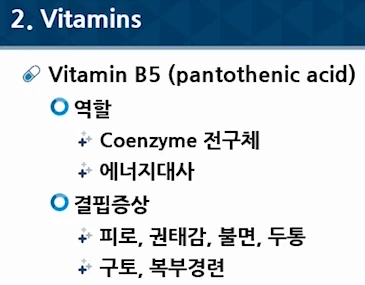 2. Vitamins
Vitamin B5 (pantothenic acid)
역할
Coenzyme 전구체
에너지대사
결핍증상
피로, 권태감, 불면, 두통
구토, 복부경련